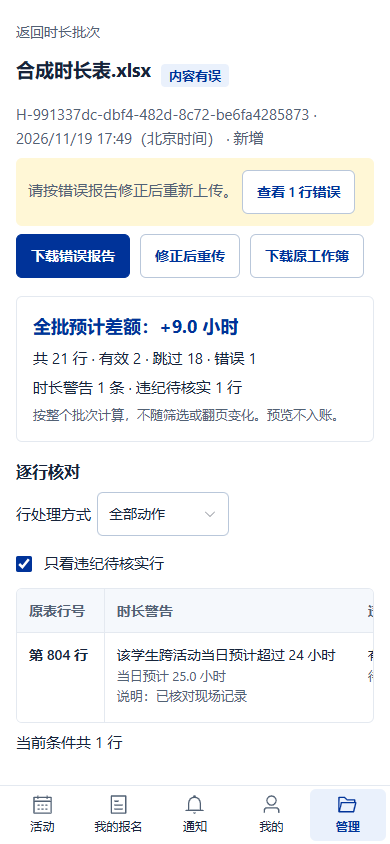 返回时长批次
合成时长表.xlsx 内容有误
H-991337dc-dbf4-482d-8c72-be6fa4285873 ·
2026/11/19 17:49（北京时间） · 新增
请按错误报告修正后重新上传。 查看 1 行错误
下载错误报告 修正后重传 下载原工作簿
全批预计差额：+9.0 小时
共 21 行 · 有效 2 · 跳过 18 · 错误 1
时长警告 1 条 · 违纪待核实 1 行
按整个批次计算，不随筛选或翻页变化。预览不入账。
逐行核对
行处理方式 全部动作
只看违纪待核实行
原表行号 时长警告
第 804 行 该学生跨活动当日预计超过 24 小时
当日预计 25.0 小时
说明：已核对现场记录
当前条件共 1 行
活动 我的报名 通知 我的 管理